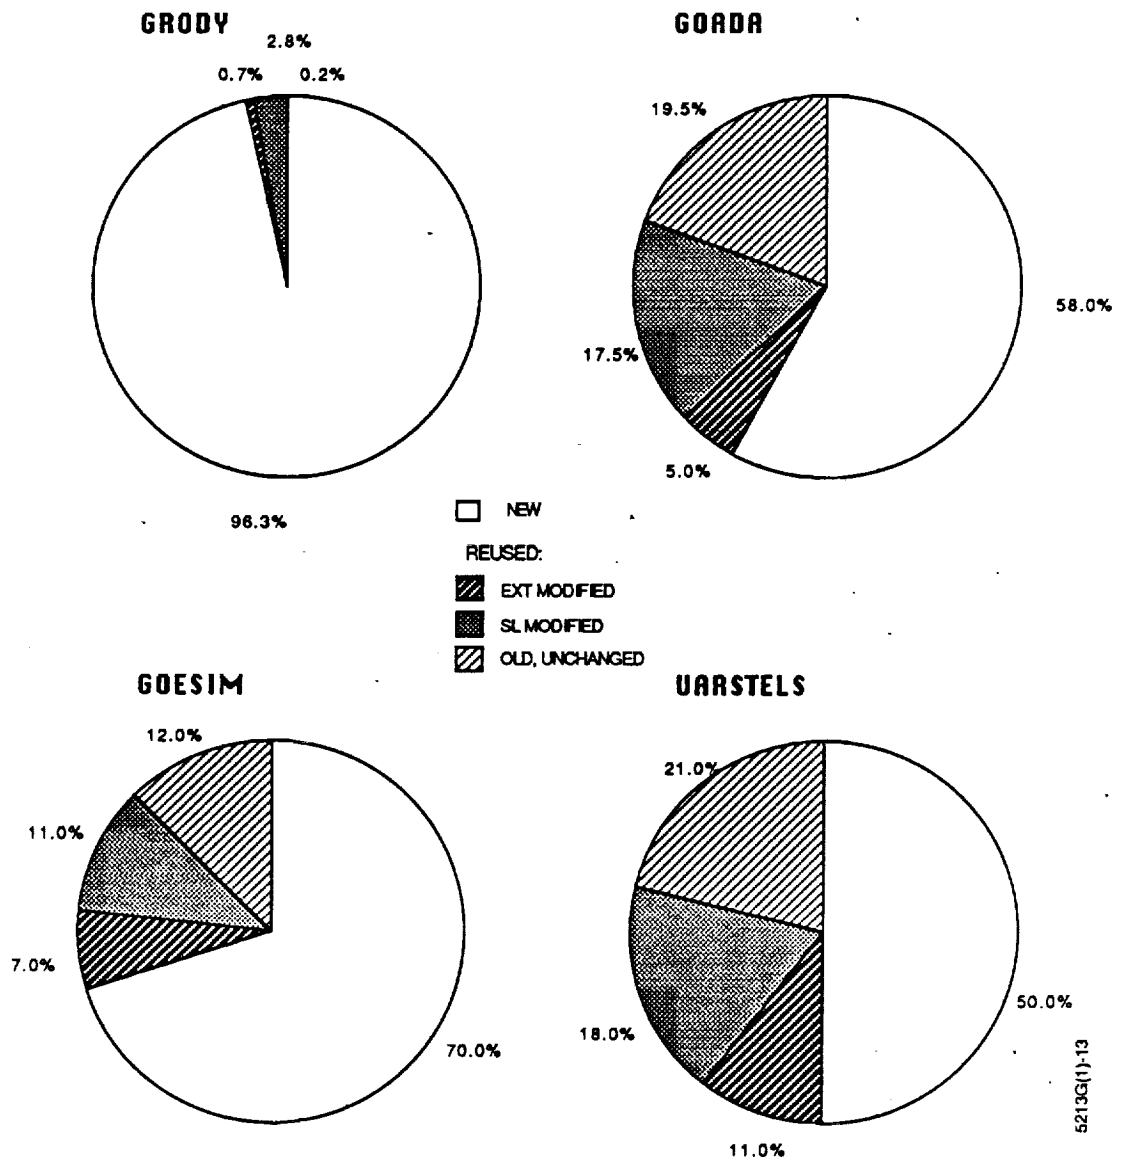 GRODY
2.8%
0.7%
0.2%
96.3%
GOADA
19.5%
58.0%
17.5%
5.0%
NEW
REUSED:
EXT MODIFIED
SL MODIFIED
OLD, UNCHANGED
GOESIM
12.0%
11.0%
7.0%
70.0%
UARSTELS
21.0%
50.0%
18.0%
11.0%
5213G(1)-13